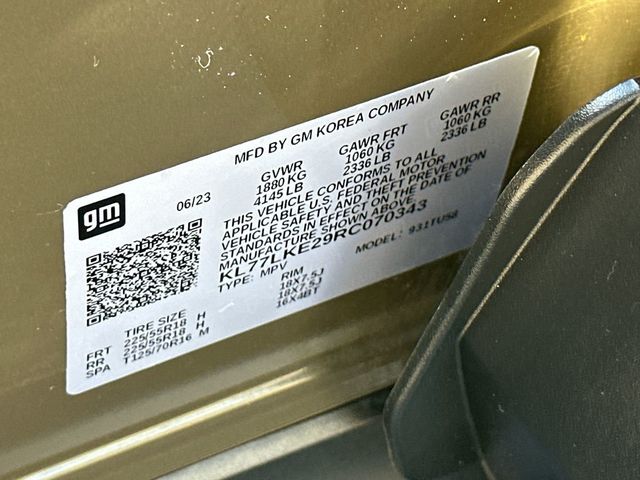 MFD BY GM KOREA COMPANY
gm
06/23
GVWR GAWR FRT GAWR RR
1880 KG 1060 KG 1060 KG
4145 LB 2336 LB 2336 LB
THIS VEHICLE CONFORMS TO ALL
APPLICABLE U.S. FEDERAL MOTOR
VEHICLE SAFETY AND THEFT PREVENTION
STANDARDS IN EFFECT ON THE DATE OF
MANUFACTURE SHOWN ABOVE.
KL77LKE29RC070343
TYPE: MPV MODEL: 931TU58
TIRE SIZE RIM
FRT 225/55R18 H 18X7.5J
RR 225/55R18 H 18X7.5J
SPA T125/70R16 M 16X4BT